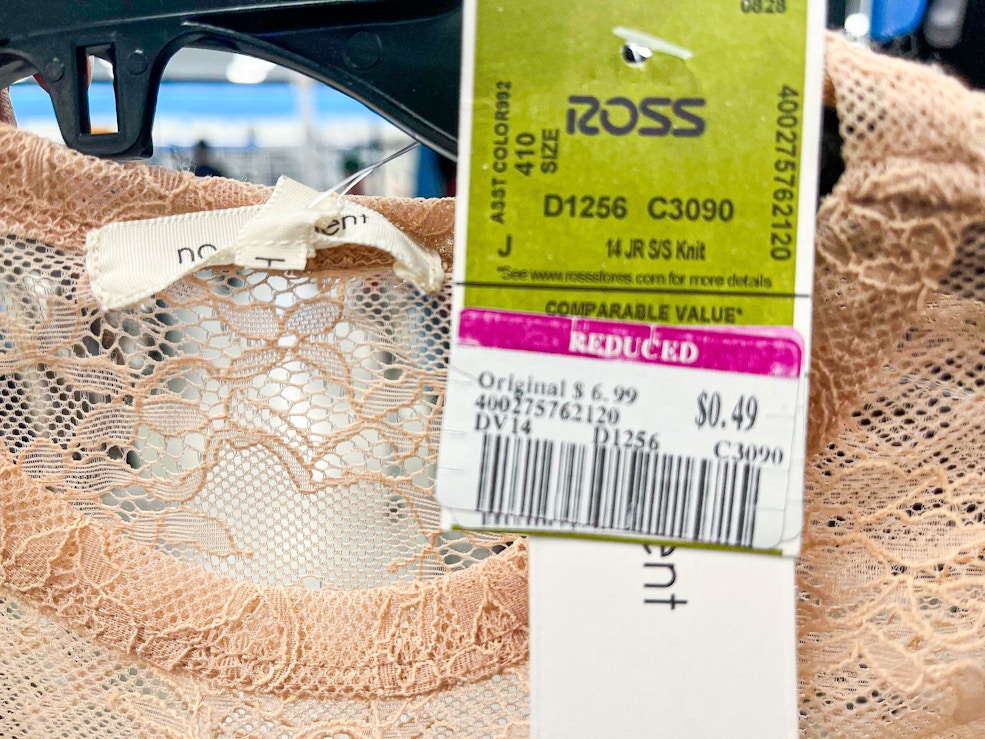 0828
ROSS
ASST COLOR992
410
SIZE
400275762120
D1256 C3090
J
14 JR S/S Knit
*See www.rossstores.com for more details
COMPARABLE VALUE*
REDUCED
Original $ 6.99
400275762120
$0.49
DV14 D1256 C3090